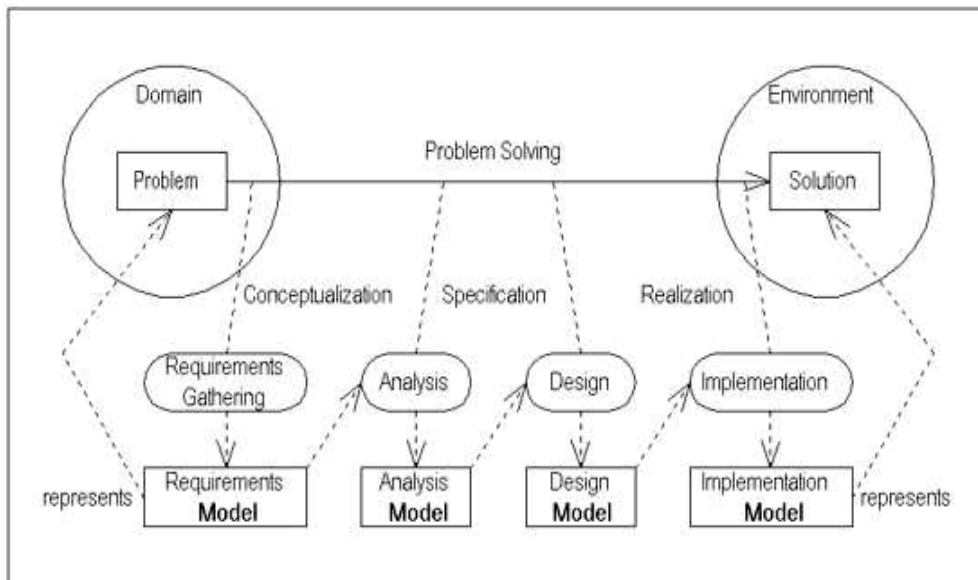 Domain
Environment
Problem Solving
Problem
Solution
Conceptualization
Specification
Realization
Requirements
Gathering
Analysis
Design
Implementation
represents
Requirements
Model
Analysis
Model
Design
Model
Implementation
Model
represents